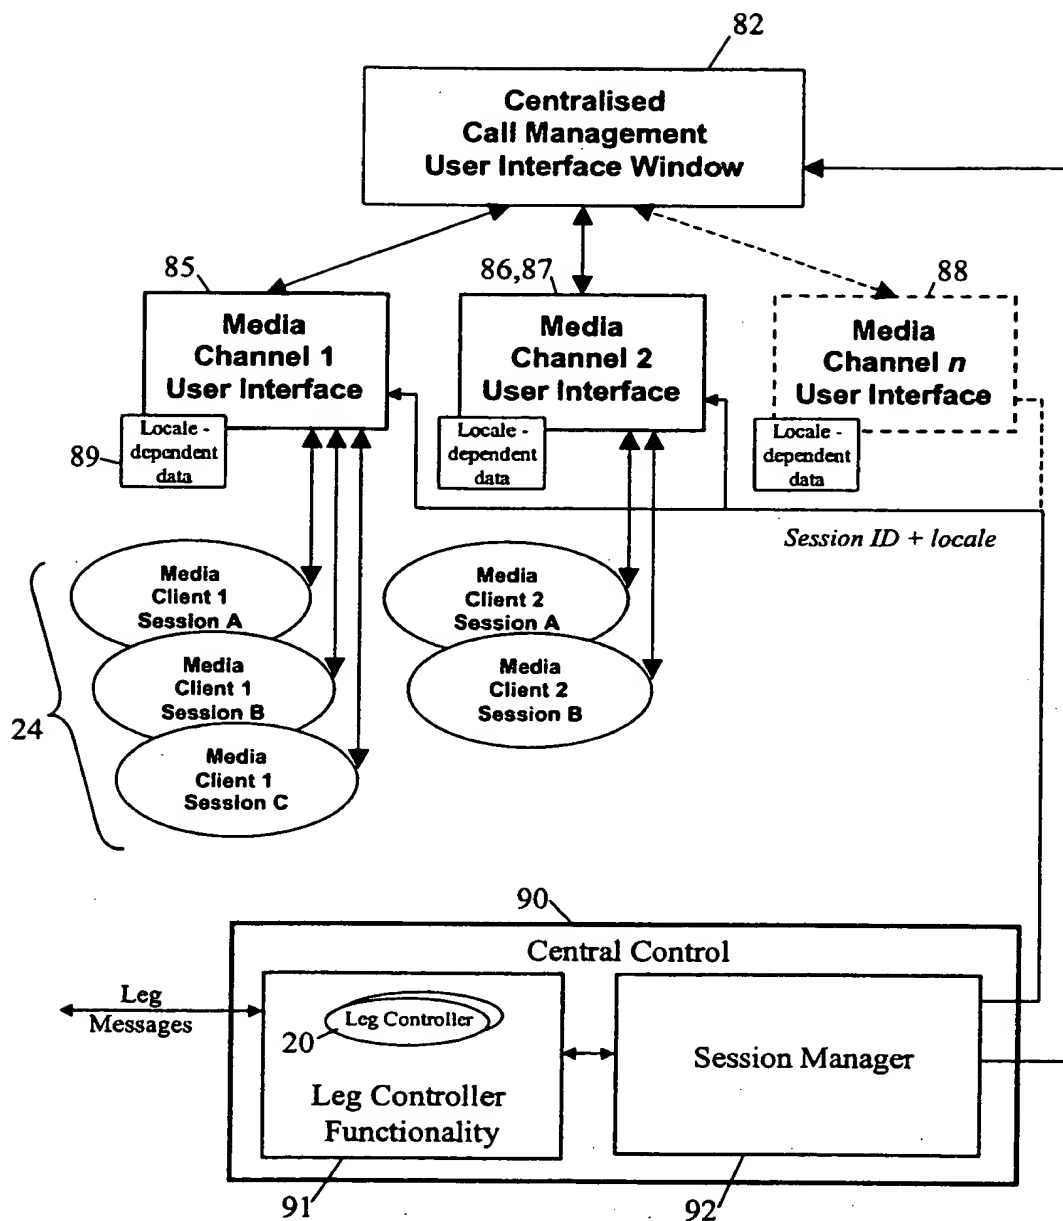 82
Centralised
Call Management
User Interface Window
85
86,87
88
Media
Channel 1
User Interface
Media
Channel 2
User Interface
Media
Channel n
User Interface
89
Locale -
dependent
data
Locale -
dependent
data
Locale -
dependent
data
Session ID + locale
24
Media
Client 1
Session A
Media
Client 1
Session B
Media
Client 1
Session C
Media
Client 2
Session A
Media
Client 2
Session B
90
Central Control
Leg
Messages
20
Leg Controller
Leg Controller
Functionality
Session Manager
91
92